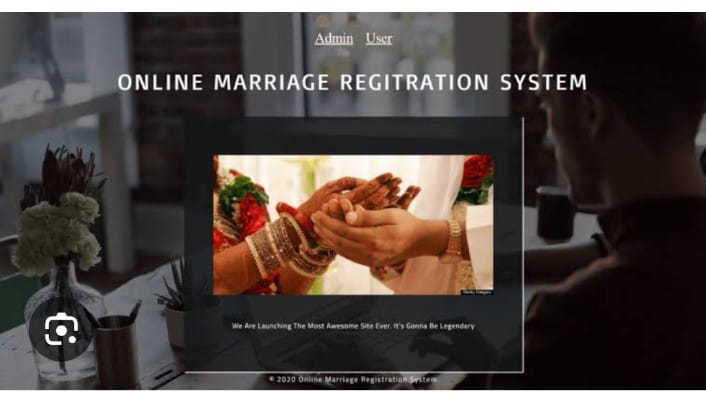 Admin User
ONLINE MARRIAGE REGITRATION SYSTEM
Getty Images
We Are Launching The Most Awesome Site Ever. It's Gonna Be Legendary
© 2020 Online Marriage Registration System.